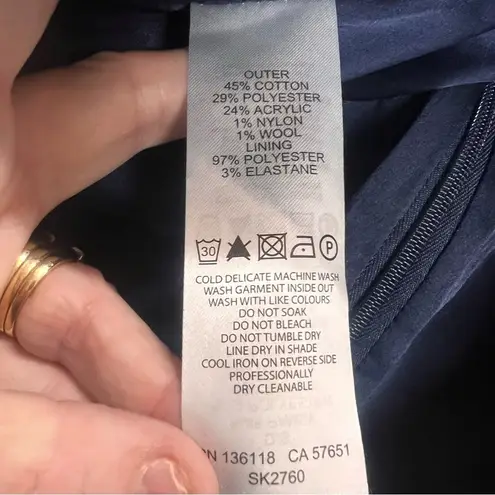 OUTER
45% COTTON
29% POLYESTER
24% ACRYLIC
1% NYLON
1% WOOL
LINING
97% POLYESTER
3% ELASTANE
30
P
COLD DELICATE MACHINE WASH
WASH GARMENT INSIDE OUT
WASH WITH LIKE COLOURS
DO NOT SOAK
DO NOT BLEACH
DO NOT TUMBLE DRY
LINE DRY IN SHADE
COOL IRON ON REVERSE SIDE
PROFESSIONALLY
DRY CLEANABLE
N 136118 CA 57651
SK2760